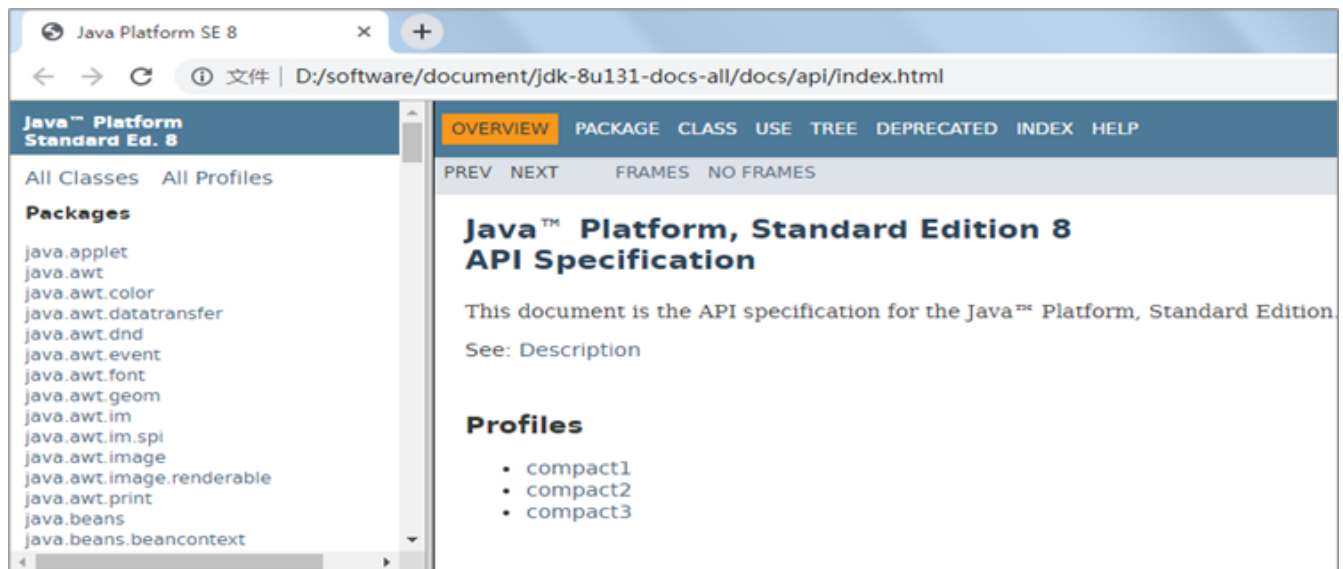 Java Platform SE 8
文件 | D:/software/document/jdk-8u131-docs-all/docs/api/index.html
Java™ Platform
Standard Ed. 8
All Classes All Profiles
Packages
java.applet
java.awt
java.awt.color
java.awt.datatransfer
java.awt.dnd
java.awt.event
java.awt.font
java.awt.geom
java.awt.im
java.awt.im.spi
java.awt.image
java.awt.image.renderable
java.awt.print
java.beans
java.beans.beancontext
OVERVIEW PACKAGE CLASS USE TREE DEPRECATED INDEX HELP
PREV NEXT FRAMES NO FRAMES
Java™ Platform, Standard Edition 8
API Specification
This document is the API specification for the Java™ Platform, Standard Edition.
See: Description
Profiles
• compact1
• compact2
• compact3